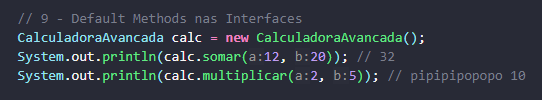 // 9 - Default Methods nas Interfaces
CalculadoraAvancada calc = new CalculadoraAvancada();
System.out.println(calc.somar(a:12, b:20)); // 32
System.out.println(calc.multiplicar(a:2, b:5)); // pipipipopopo 10